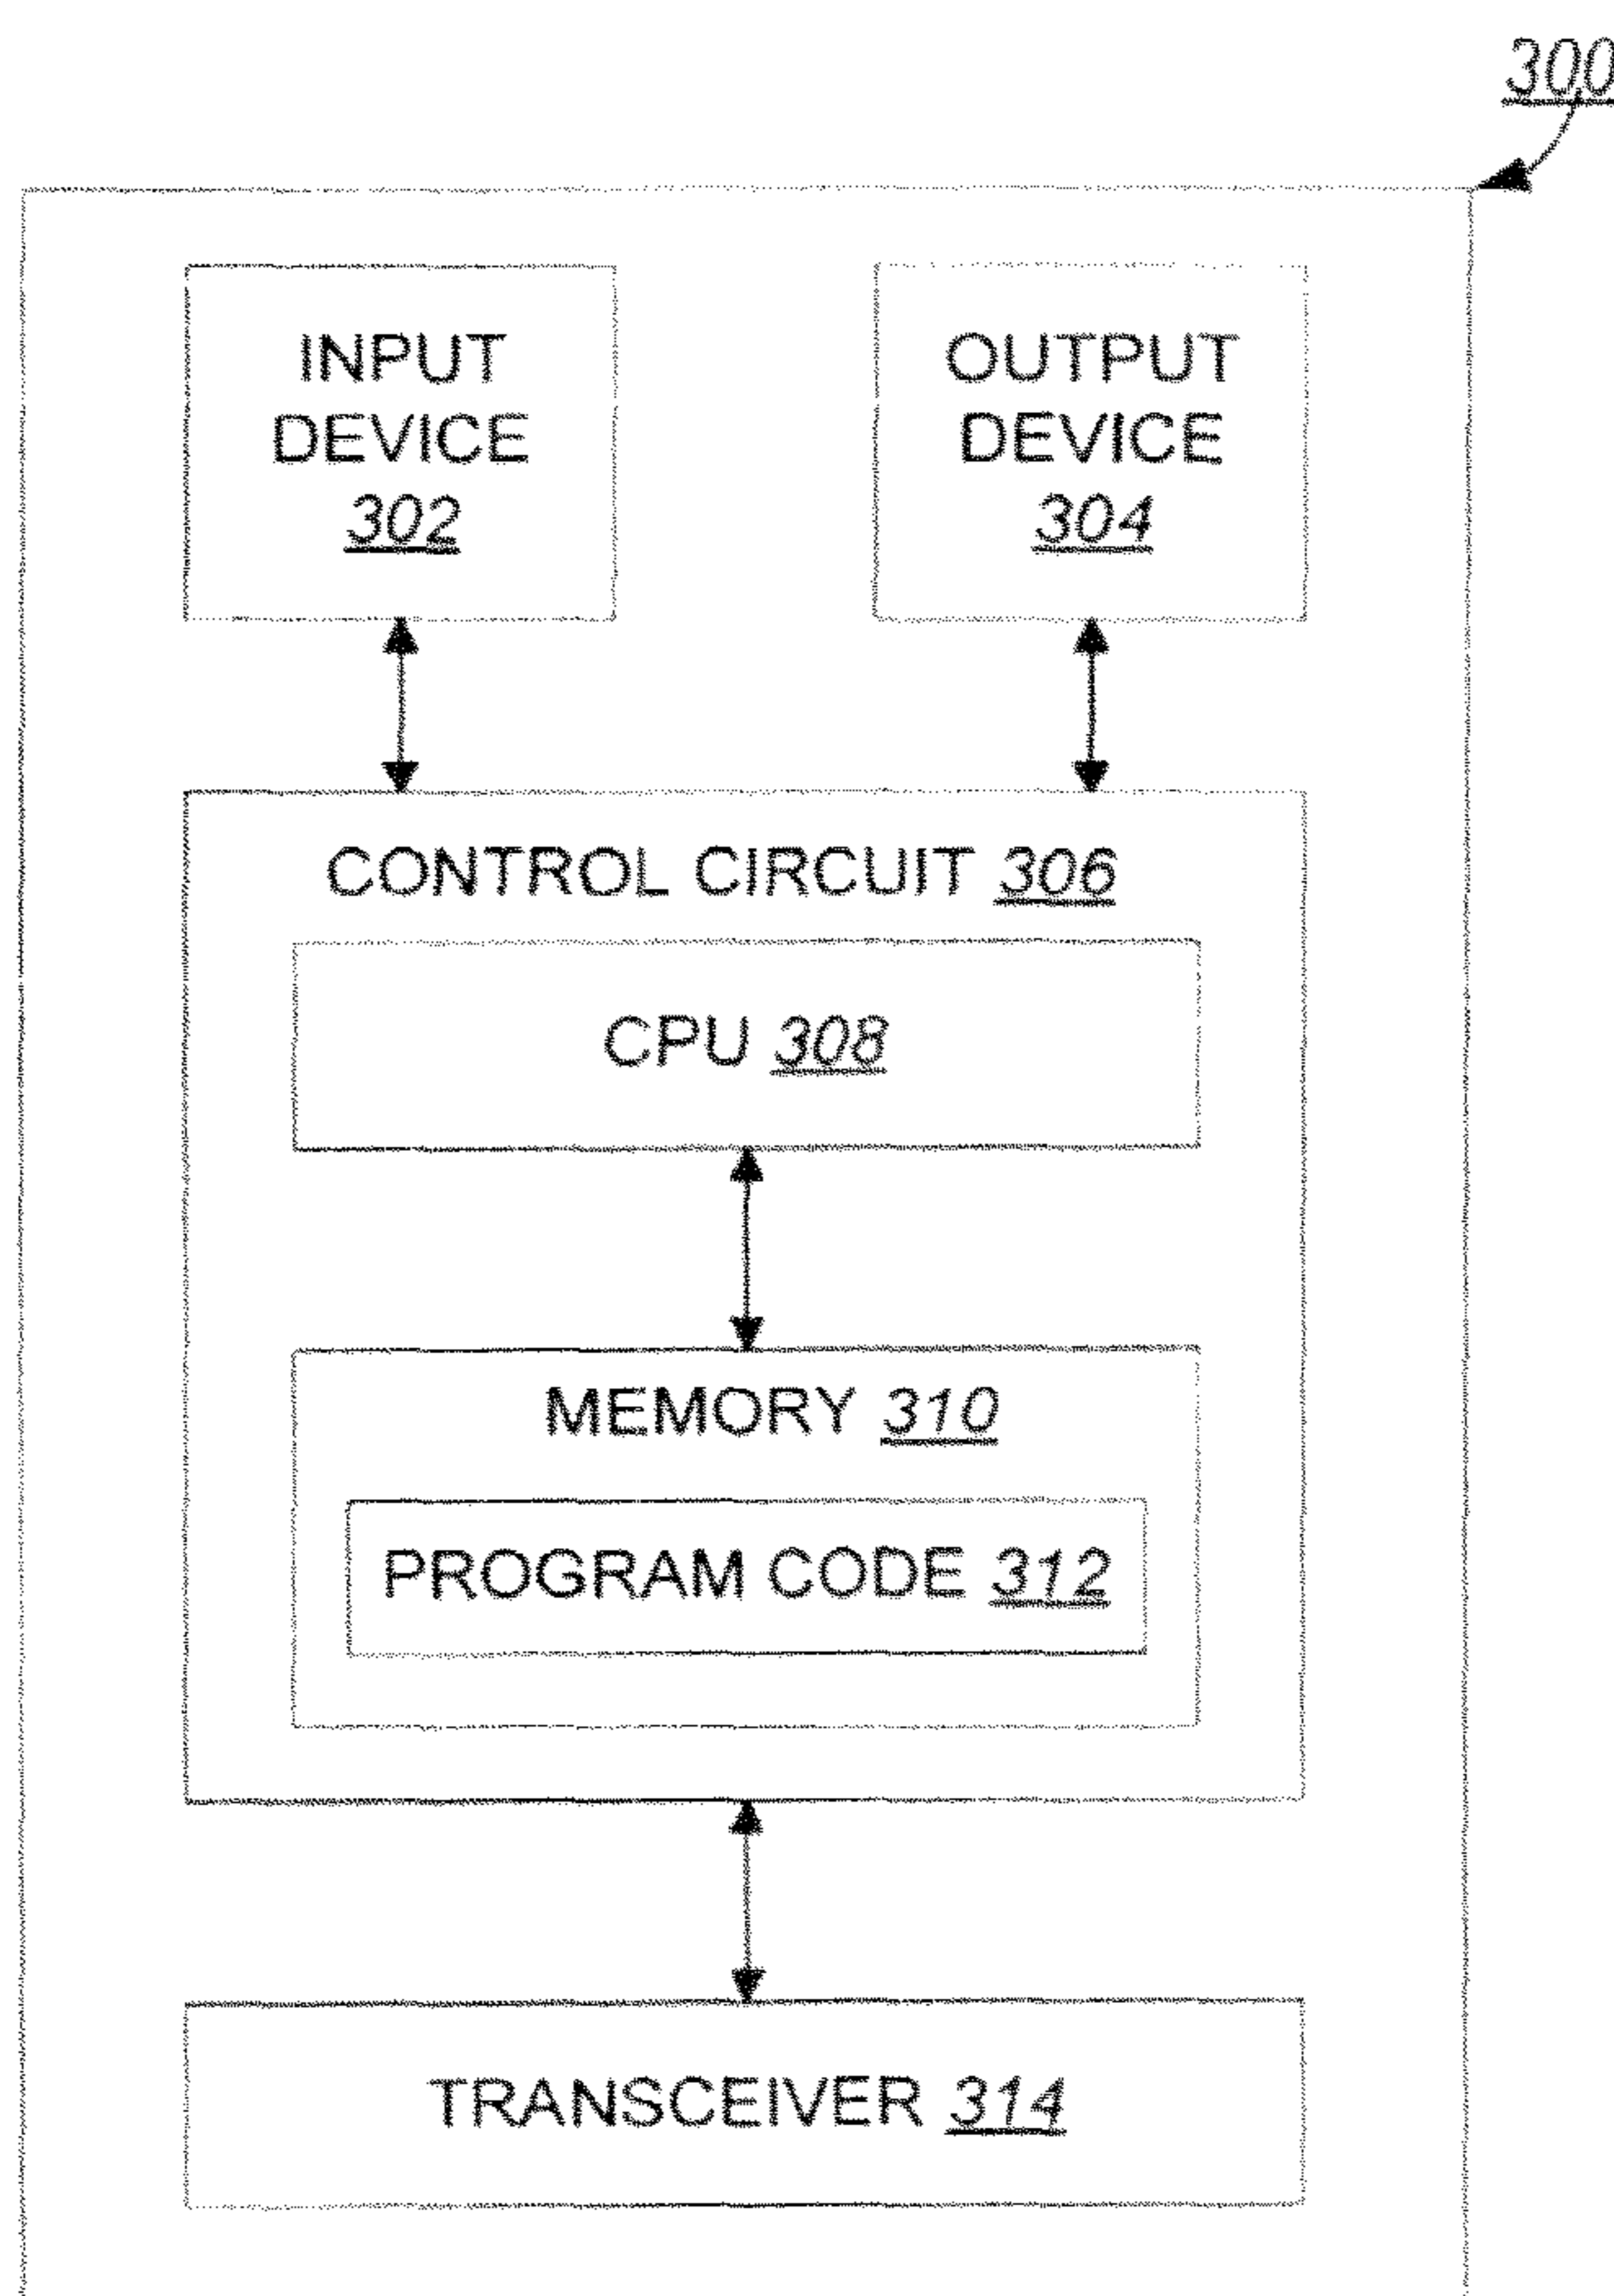 300
INPUT
DEVICE
302
OUTPUT
DEVICE
304
CONTROL CIRCUIT 306
CPU 308
MEMORY 310
PROGRAM CODE 312
TRANSCEIVER 314